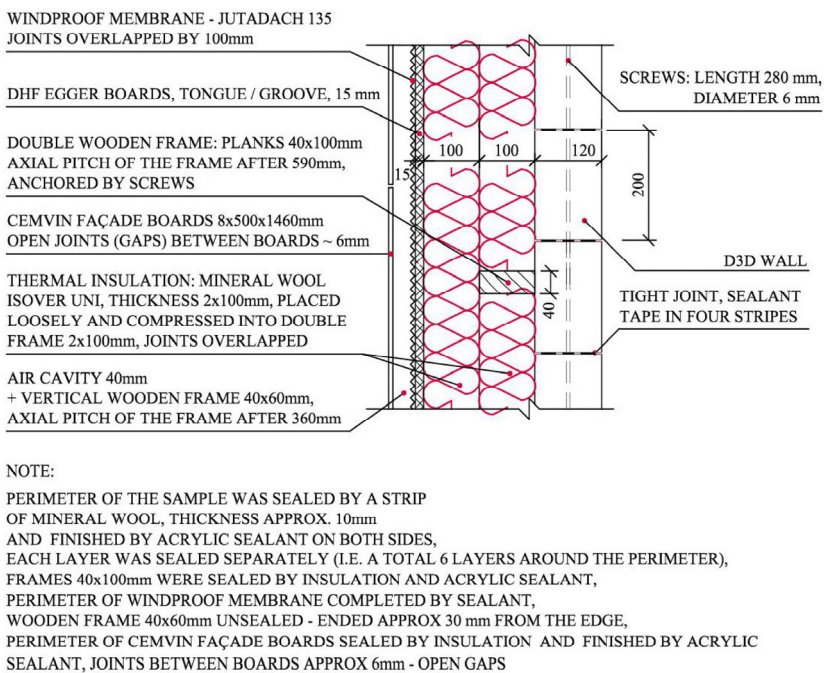 WINDPROOF MEMBRANE - JUTADACH 135
JOINTS OVERLAPPED BY 100mm
DHF EGGER BOARDS, TONGUE / GROOVE, 15 mm
DOUBLE WOODEN FRAME: PLANKS 40x100mm
AXIAL PITCH OF THE FRAME AFTER 590mm,
ANCHORED BY SCREWS
CEMVIN FAÇADE BOARDS 8x500x1460mm
OPEN JOINTS (GAPS) BETWEEN BOARDS ~ 6mm
THERMAL INSULATION: MINERAL WOOL
ISOVER UNI, THICKNESS 2x100mm, PLACED
LOOSELY AND COMPRESSED INTO DOUBLE
FRAME 2x100mm, JOINTS OVERLAPPED
AIR CAVITY 40mm
+ VERTICAL WOODEN FRAME 40x60mm,
AXIAL PITCH OF THE FRAME AFTER 360mm
15
100
100
120
200
40
SCREWS: LENGTH 280 mm,
DIAMETER 6 mm
D3D WALL
TIGHT JOINT, SEALANT
TAPE IN FOUR STRIPES
NOTE:
PERIMETER OF THE SAMPLE WAS SEALED BY A STRIP
OF MINERAL WOOL, THICKNESS APPROX. 10mm
AND FINISHED BY ACRYLIC SEALANT ON BOTH SIDES,
EACH LAYER WAS SEALED SEPARATELY (I.E. A TOTAL 6 LAYERS AROUND THE PERIMETER),
FRAMES 40x100mm WERE SEALED BY INSULATION AND ACRYLIC SEALANT,
PERIMETER OF WINDPROOF MEMBRANE COMPLETED BY SEALANT,
WOODEN FRAME 40x60mm UNSEALED - ENDED APPROX 30 mm FROM THE EDGE,
PERIMETER OF CEMVIN FAÇADE BOARDS SEALED BY INSULATION AND FINISHED BY ACRYLIC
SEALANT, JOINTS BETWEEN BOARDS APPROX 6mm - OPEN GAPS